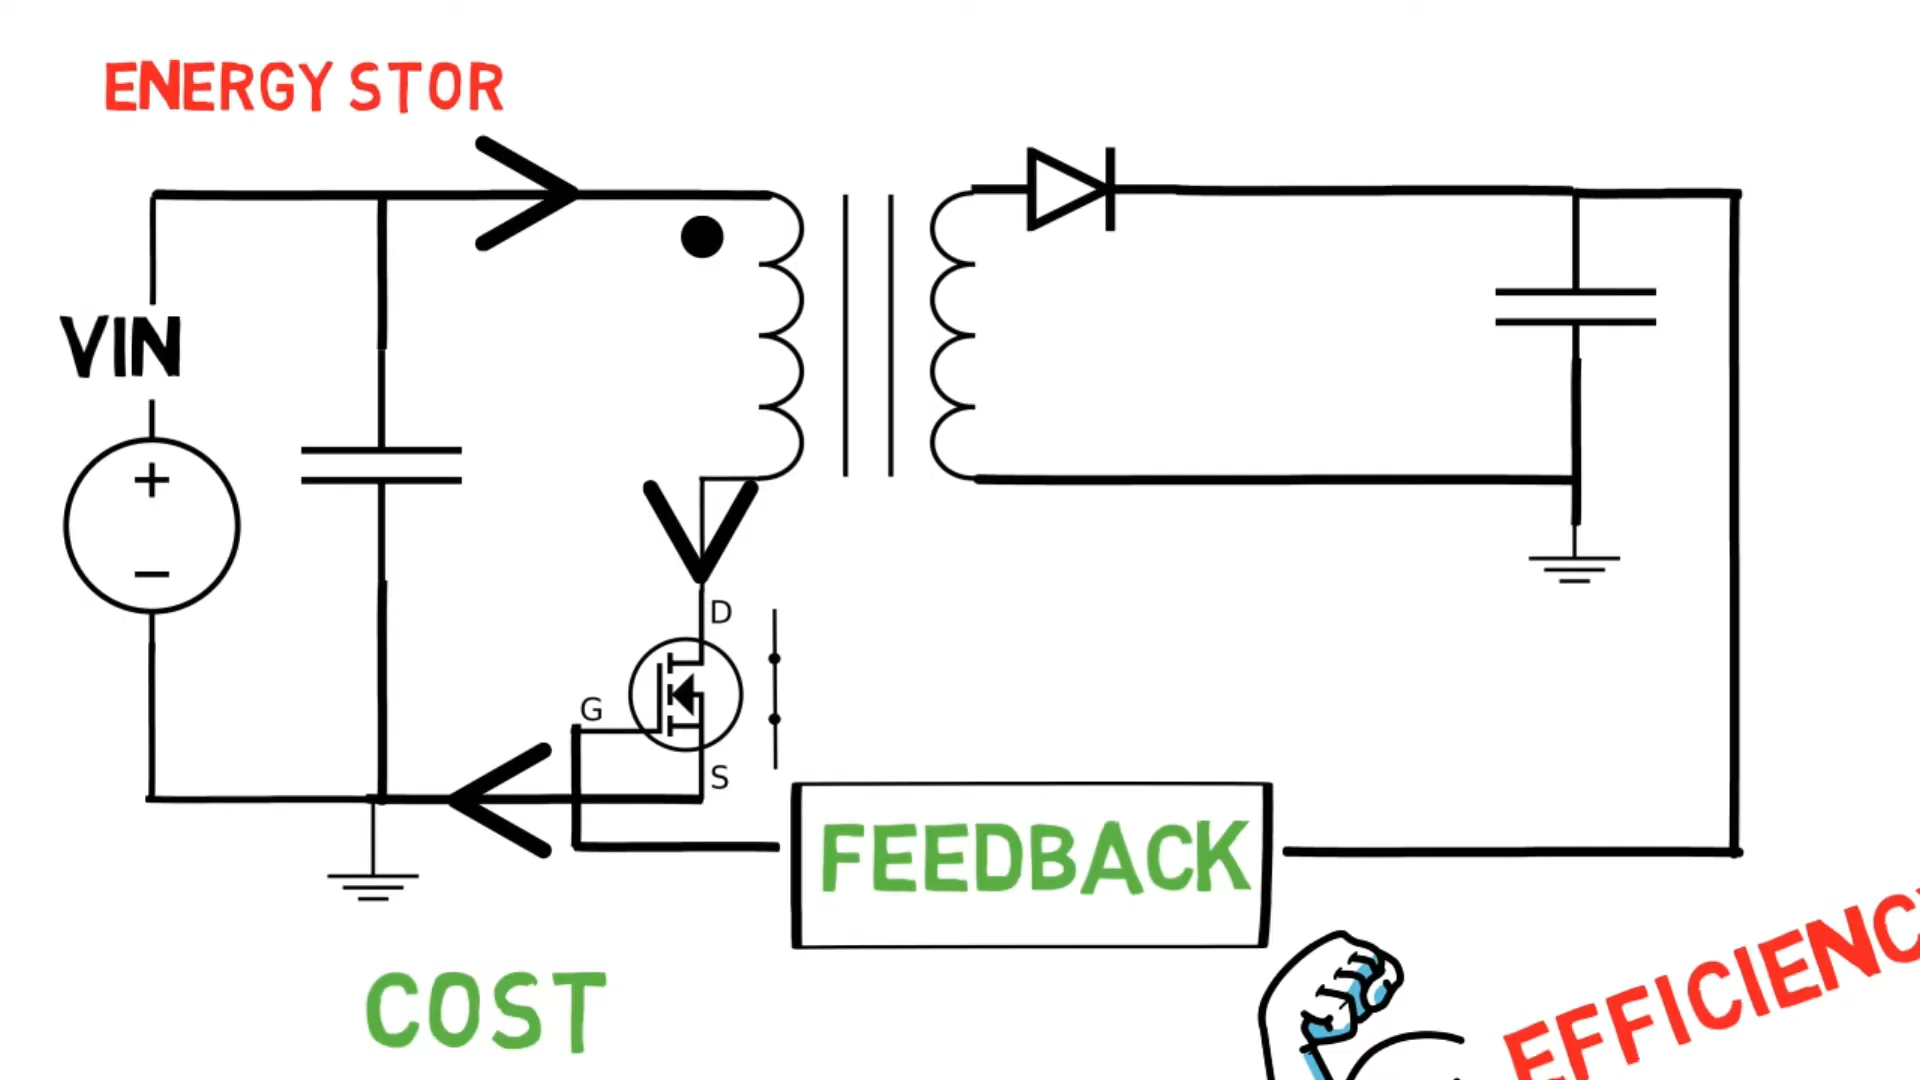 ENERGY STOR
VIN
+
−
D
G
S
FEEDBACK
COST
EFFICIENC